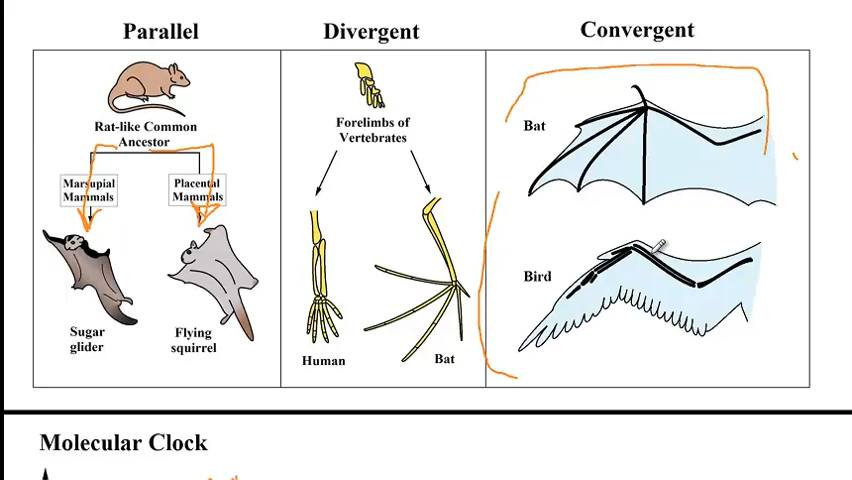 Parallel
Divergent
Convergent
Rat-like Common
Ancestor
Marsupial
Mammals
Placental
Mammals
Sugar
glider
Flying
squirrel
Forelimbs of
Vertebrates
Human
Bat
Bat
Bird
Molecular Clock